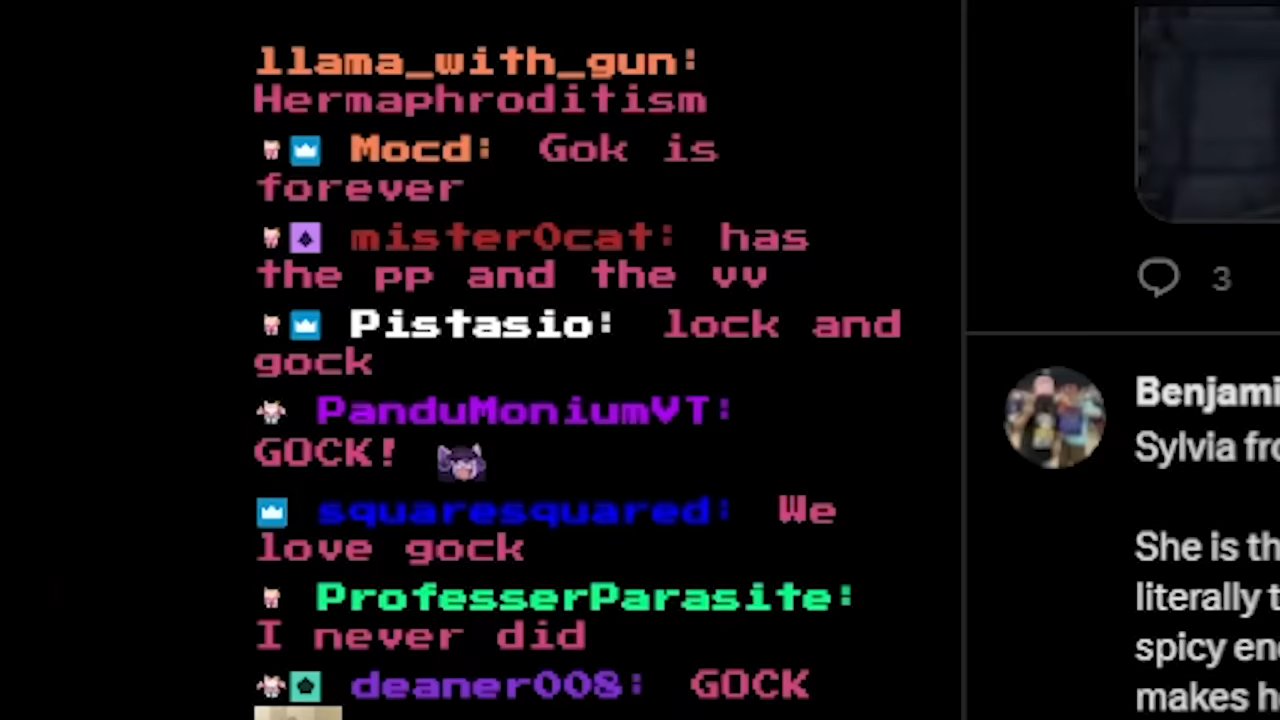 llama_with_gun:
Hermaphroditism
Mocd: Gok is
forever
mister0cat: has
the pp and the vv
Pistasio: lock and
gock
PanduMoniumVT:
GOCK!
squaresquared: We
love gock
ProfesserParasite:
I never did
deaner008: GOCK
3
Benjami
Sylvia fro
She is th
literally t
spicy en
makes h